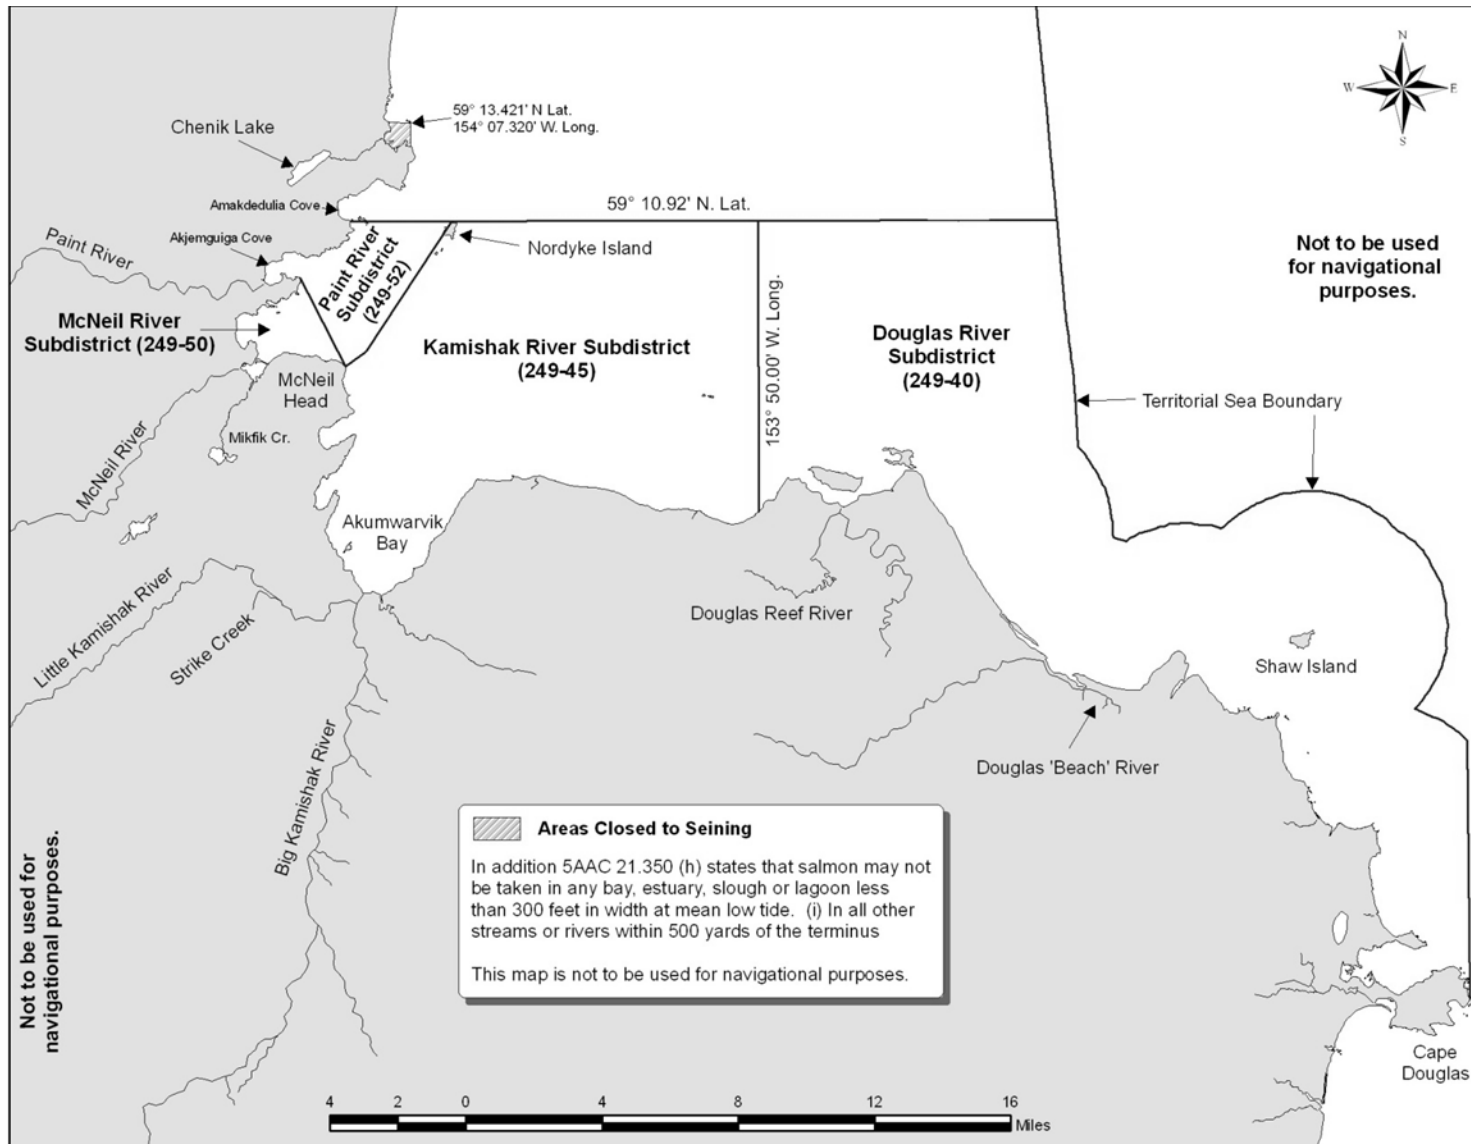 N
W
E
S
59° 13.421' N Lat.
154° 07.320' W. Long.
Chenik Lake
Amakdedulia Cove
59° 10.92' N. Lat.
Akjemguiga Cove
Paint River
Nordyke Island
Paint River
Subdistrict
(249-52)
Not to be used
for navigational
purposes.
McNeil River
Subdistrict (249-50)
Kamishak River Subdistrict
(249-45)
153° 50.00' W. Long.
Douglas River
Subdistrict
(249-40)
McNeil
Head
Territorial Sea Boundary
Mikfik Cr.
McNeil River
Akumwarvik
Bay
Little Kamishak River
Strike Creek
Douglas Reef River
Shaw Island
Big Kamishak River
Douglas 'Beach' River
Not to be used for
navigational purposes.
Areas Closed to Seining
In addition 5AAC 21.350 (h) states that salmon may not
be taken in any bay, estuary, slough or lagoon less
than 300 feet in width at mean low tide. (i) In all other
streams or rivers within 500 yards of the terminus
This map is not to be used for navigational purposes.
Cape
Douglas
4 2 0 4 8 12 16
Miles